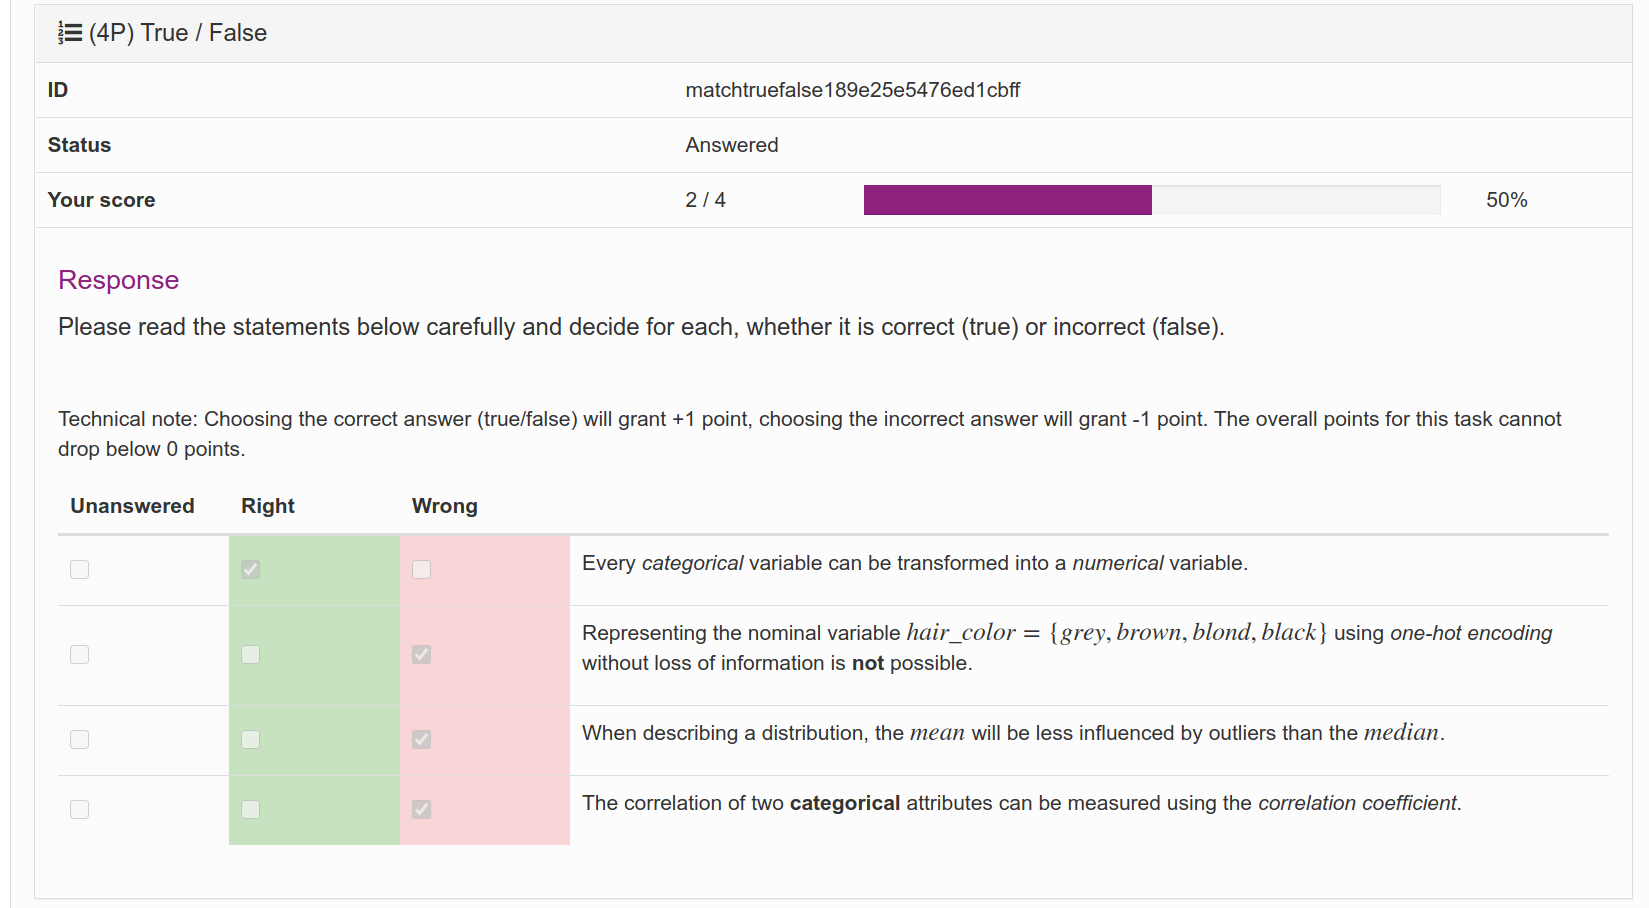 (4P) True / False
ID matchtruefalse189e25e5476ed1cbff
Status Answered
Your score 2 / 4 50%
Response
Please read the statements below carefully and decide for each, whether it is correct (true) or incorrect (false).
Technical note: Choosing the correct answer (true/false) will grant +1 point, choosing the incorrect answer will grant -1 point. The overall points for this task cannot
drop below 0 points.
Unanswered Right Wrong
Every categorical variable can be transformed into a numerical variable.
Representing the nominal variable hair_color = {grey, brown, blond, black} using one-hot encoding
without loss of information is not possible.
When describing a distribution, the mean will be less influenced by outliers than the median.
The correlation of two categorical attributes can be measured using the correlation coefficient.